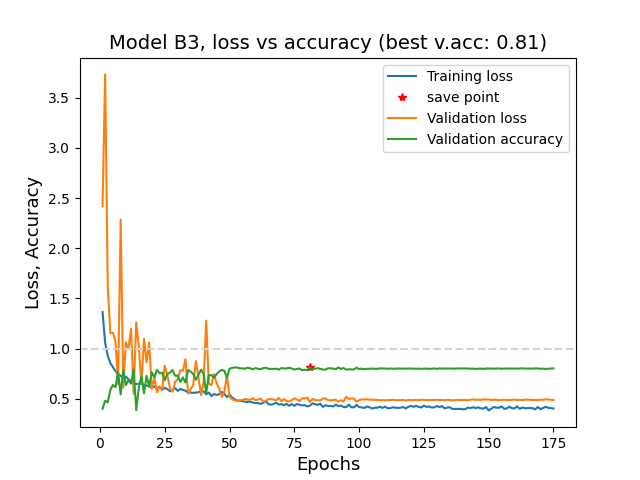 Model B3, loss vs accuracy (best v.acc: 0.81)
Training loss
save point
Validation loss
Validation accuracy
Loss, Accuracy
3.5
3.0
2.5
2.0
1.5
1.0
0.5
0 25 50 75 100 125 150 175
Epochs